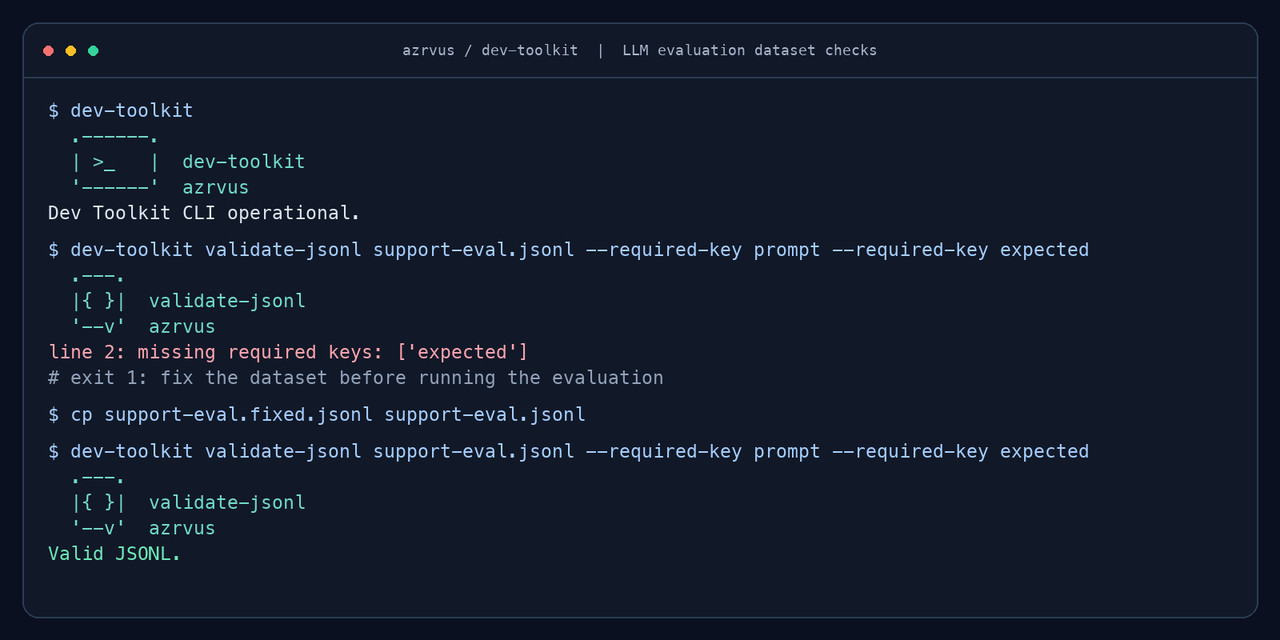 azrvus / dev-toolkit  |  LLM evaluation dataset checks
$ dev-toolkit
  .------.
  | >_   |  dev-toolkit
  '------'  azrvus
Dev Toolkit CLI operational.
$ dev-toolkit validate-jsonl support-eval.jsonl --required-key prompt --required-key expected
  .---.
  |{ }|  validate-jsonl
  '--v'  azrvus
line 2: missing required keys: ['expected']
# exit 1: fix the dataset before running the evaluation
$ cp support-eval.fixed.jsonl support-eval.jsonl
$ dev-toolkit validate-jsonl support-eval.jsonl --required-key prompt --required-key expected
  .---.
  |{ }|  validate-jsonl
  '--v'  azrvus
Valid JSONL.